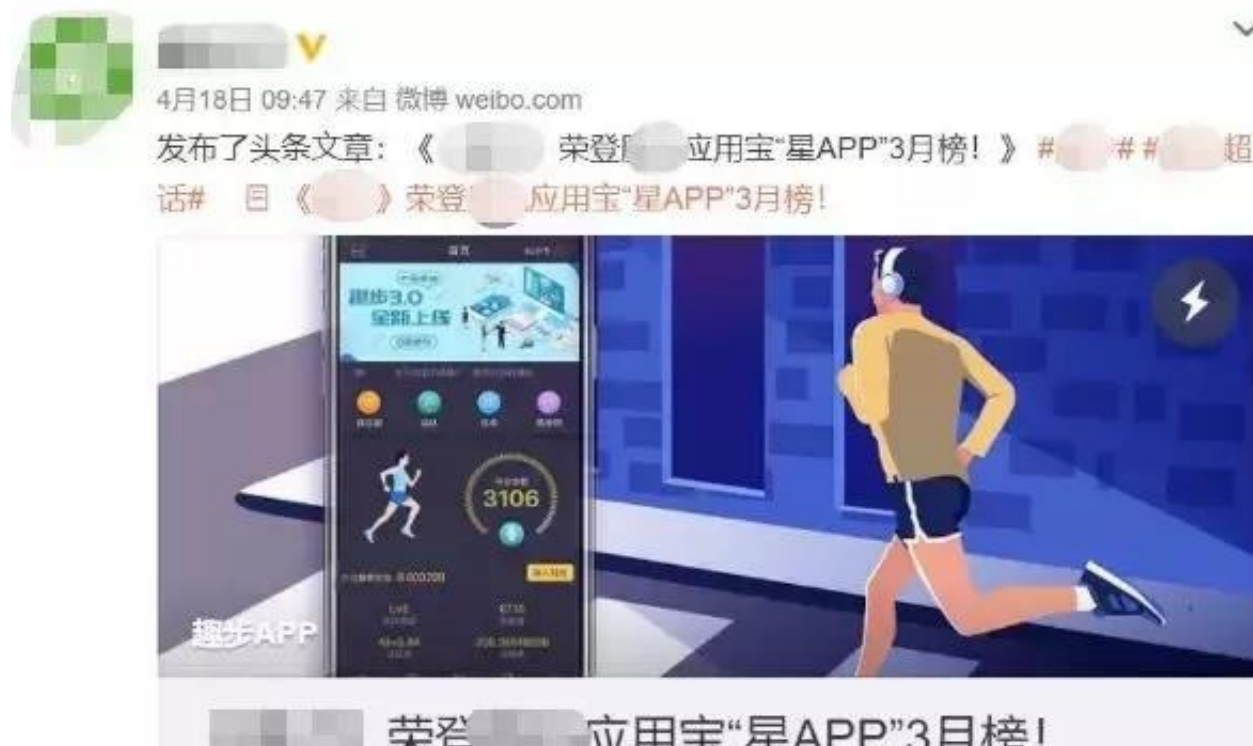 4月18日 09:47 来自 微博 weibo.com
发布了头条文章：《 荣登 应用宝“星APP”3月榜！》# ## 超
话# 《 》荣登 应用宝“星APP”3月榜！
首页
趣步3.0
全新上线
3106
趣步APP
荣登 应用宝“星APP”3月榜！